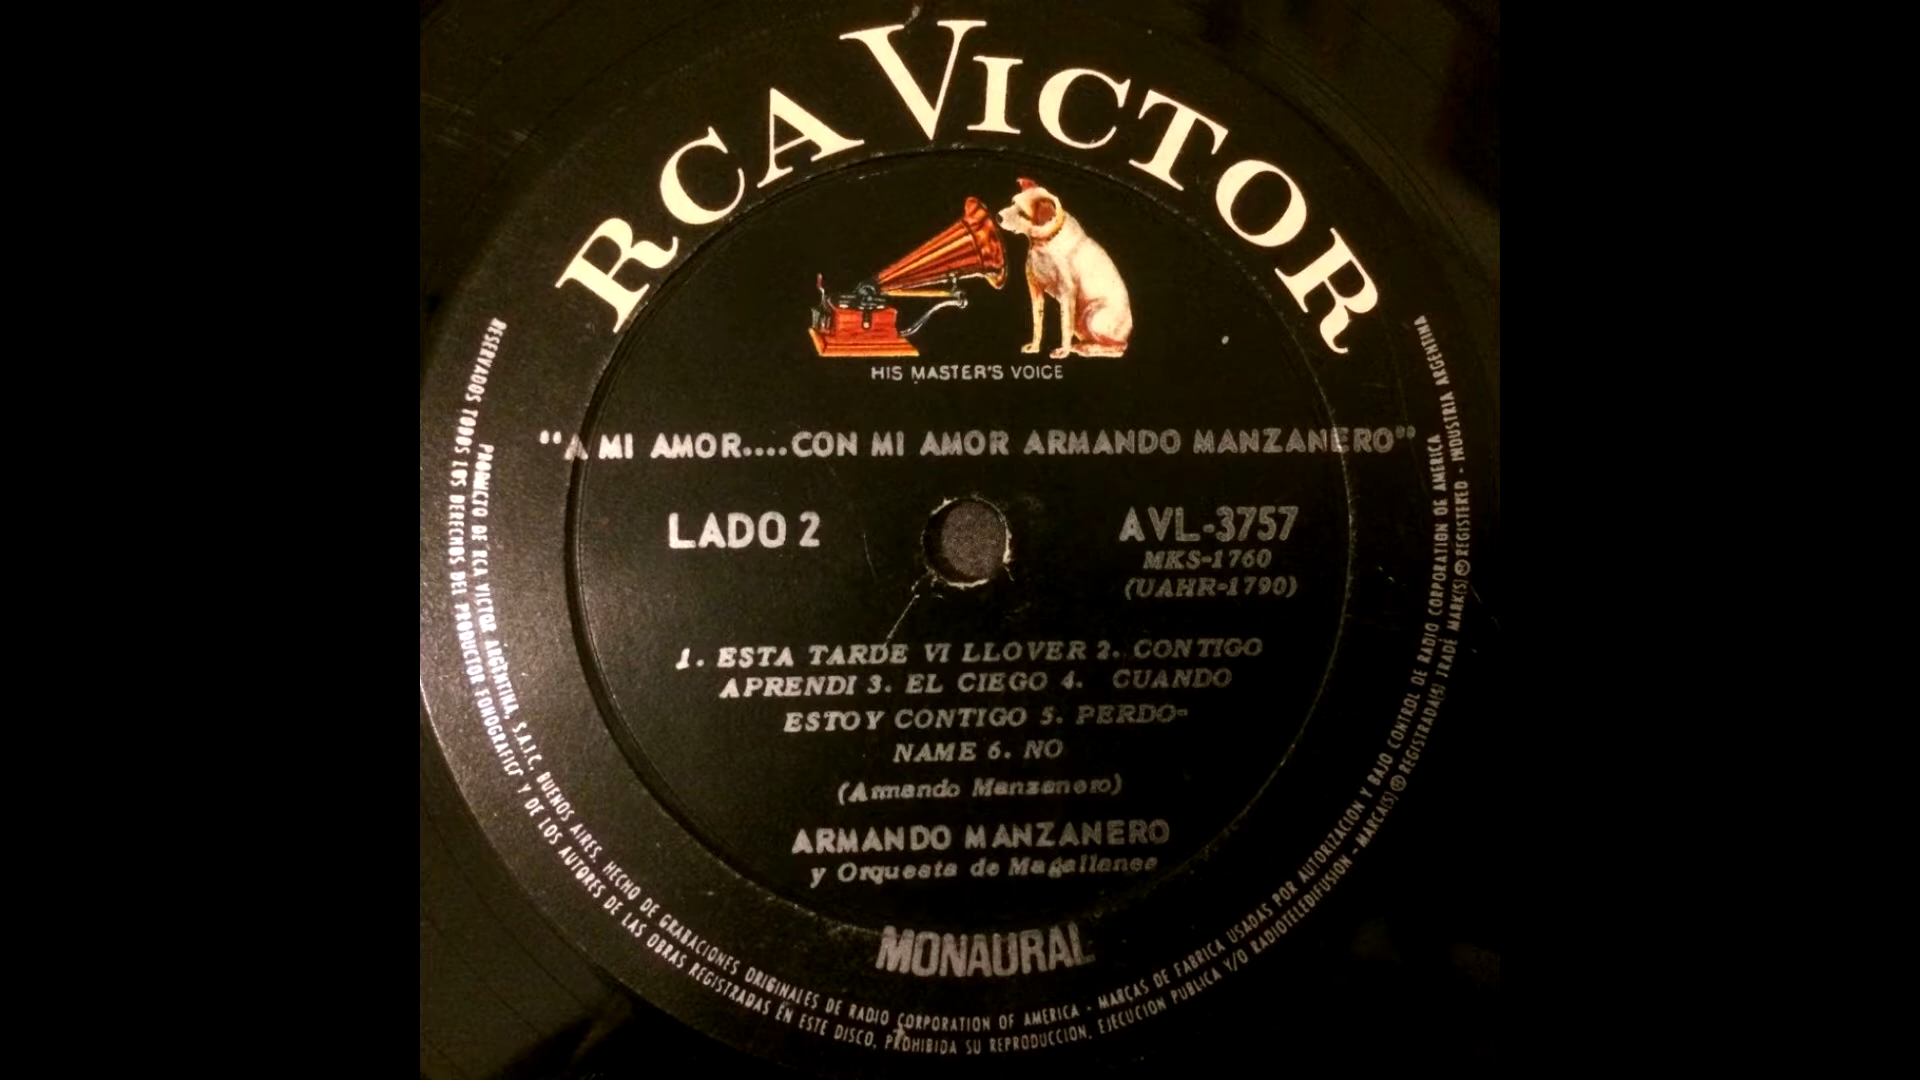 RCA VICTOR
HIS MASTER'S VOICE
"A MI AMOR....CON MI AMOR ARMANDO MANZANERO"
LADO 2
AVL-3757
MKS-1760
(UAHR-1790)
1. ESTA TARDE VI LLOVER 2. CONTIGO
APRENDI 3. EL CIEGO 4. CUANDO
ESTOY CONTIGO 5. PERDO-
NAME 6. NO
(Armando Manzanero)
ARMANDO MANZANERO
y Orquesta de Magallanes
MONAURAL
PRODUCTO DE RCA VICTOR ARGENTINA, S.A.I.C. BUENOS AIRES. HECHO DE GRABACIONES ORIGINALES DE RADIO CORPORATION OF AMERICA - MARCAS DE FABRICA USADAS POR AUTORIZACION Y BAJO CONTROL DE RADIO CORPORATION DE AMERICA
RESERVADOS TODOS LOS DERECHOS DEL PRODUCTOR FONOGRAFICO Y DE LOS AUTORES DE LAS OBRAS REGISTRADAS EN ESTE DISCO, PROHIBIDA SU REPRODUCCION, EJECUCION PUBLICA Y/O RADIOTELEDIFUSION - MARCA(S) ® REGISTRADA(S) TRADE MARK(S) ® REGISTERED - INDUSTRIA ARGENTINA